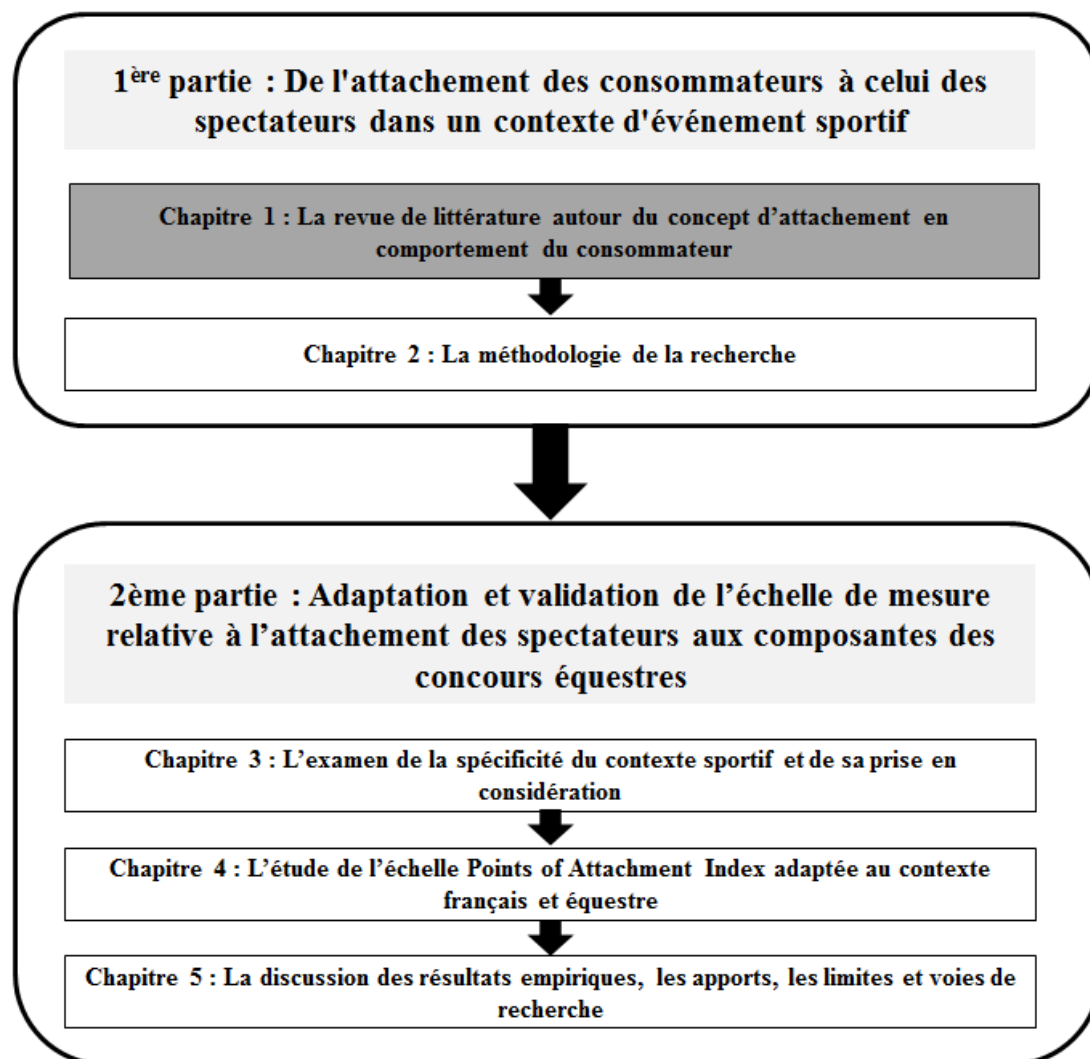 1ère partie : De l'attachement des consommateurs à celui des
spectateurs dans un contexte d'événement sportif
Chapitre 1 : La revue de littérature autour du concept d’attachement en
comportement du consommateur
Chapitre 2 : La méthodologie de la recherche
2ème partie : Adaptation et validation de l’échelle de mesure
relative à l’attachement des spectateurs aux composantes des
concours équestres
Chapitre 3 : L’examen de la spécificité du contexte sportif et de sa prise en
considération
Chapitre 4 : L’étude de l’échelle Points of Attachment Index adaptée au contexte
français et équestre
Chapitre 5 : La discussion des résultats empiriques, les apports, les limites et voies de
recherche